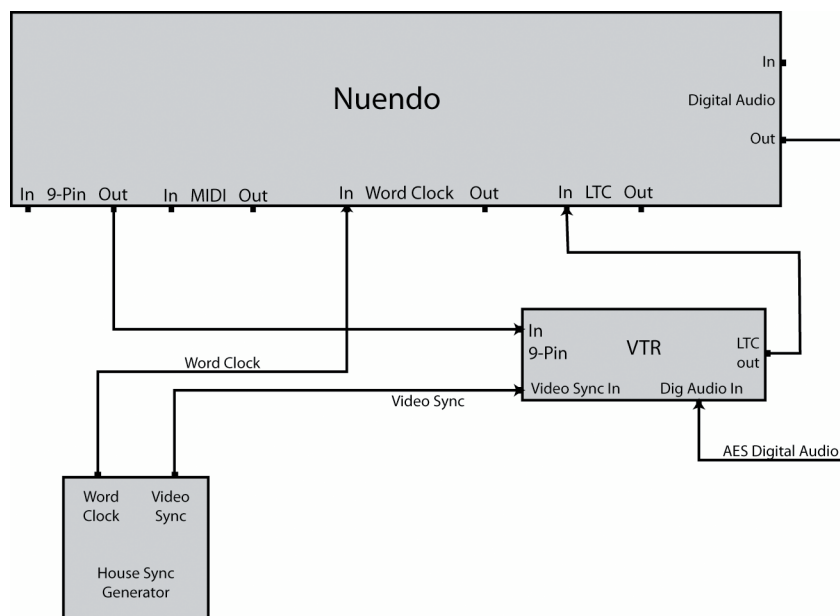 In
Nuendo
Digital Audio
Out
In 9-Pin Out In MIDI Out In Word Clock Out In LTC Out
In
9-Pin
VTR
LTC
out
Word Clock
Video Sync In Dig Audio In
Video Sync
AES Digital Audio
Word
Clock
Video
Sync
House Sync
Generator